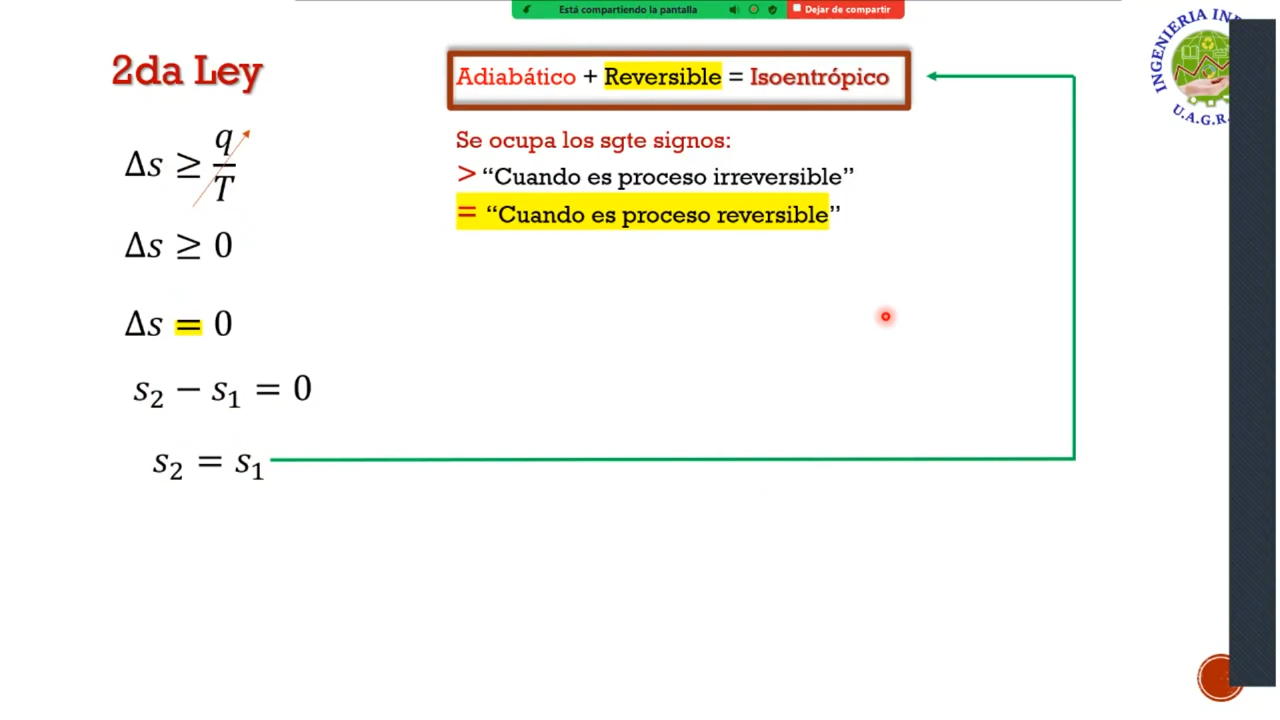 Está compartiendo la pantalla
Dejar de compartir
2da Ley
Adiabático + Reversible = Isoentrópico
Se ocupa los sgte signos:
> “Cuando es proceso irreversible”
= “Cuando es proceso reversible”
Δs ≥ q/T
Δs ≥ 0
Δs = 0
s₂ − s₁ = 0
s₂ = s₁
INGENIERIA IN
U.A.G.R.